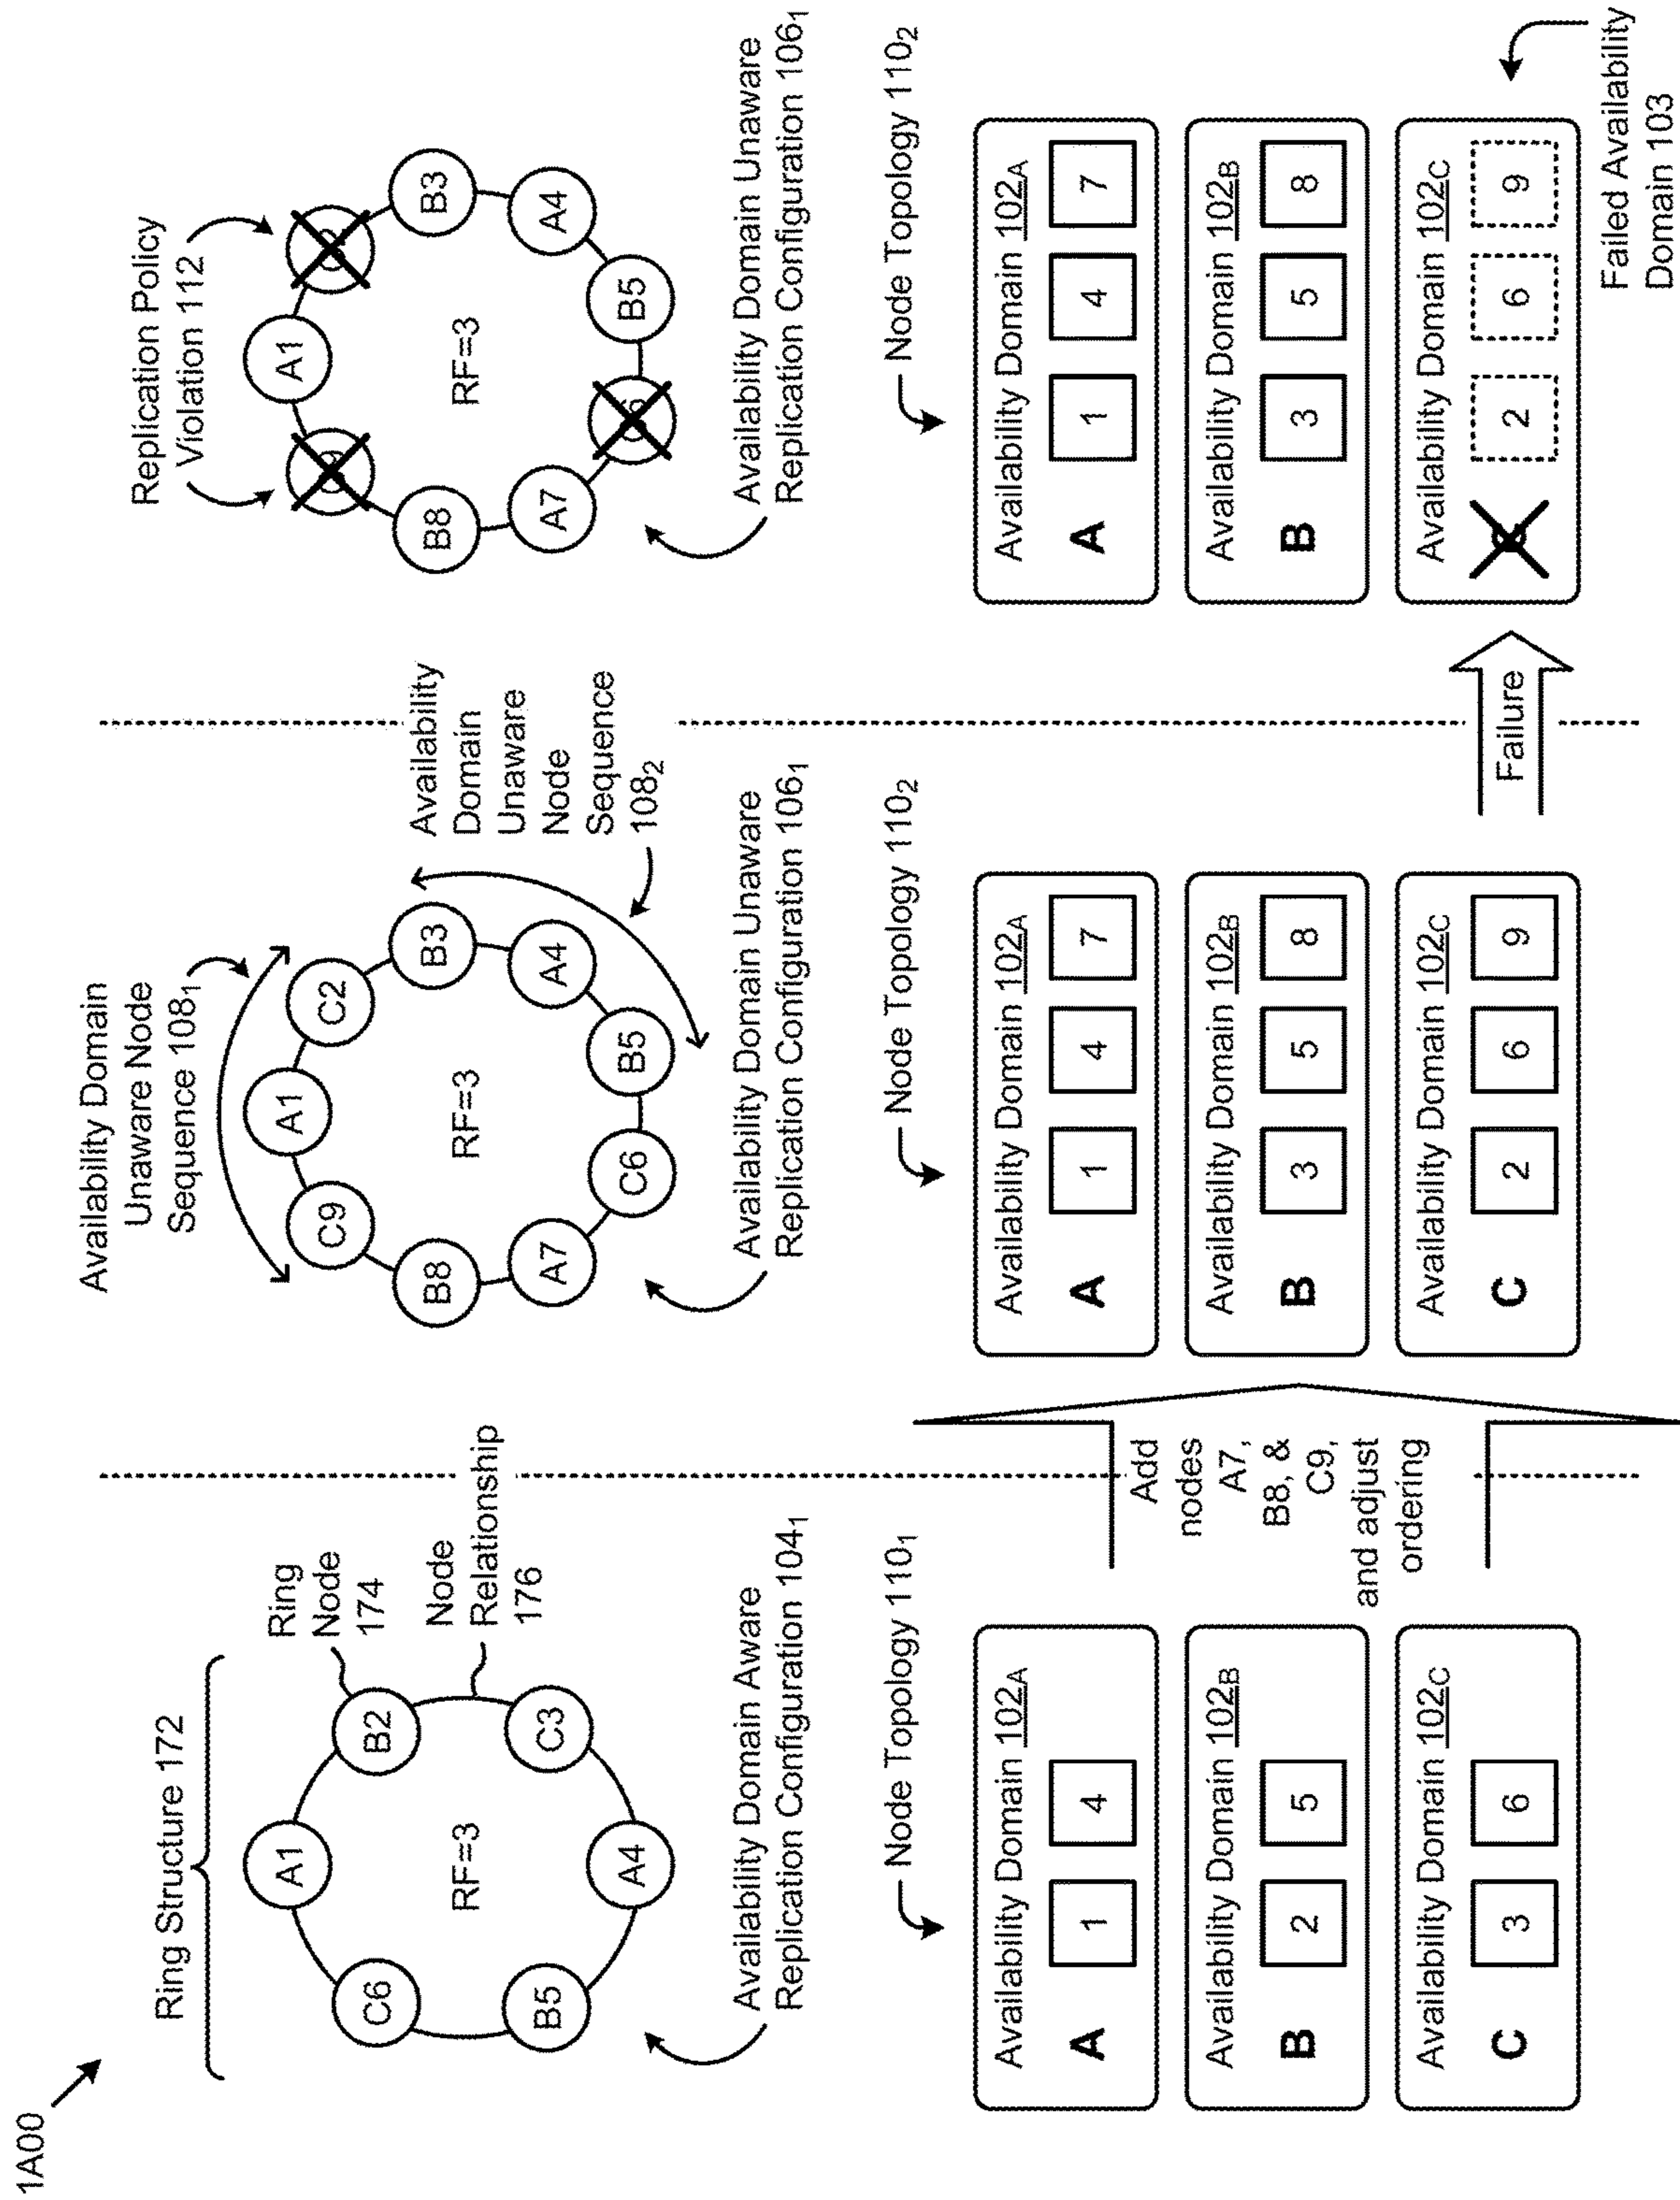 1A00
Ring Structure 172
A1
B2
C3
A4
B5
C6
RF=3
Ring
Node
174
Node
Relationship
176
Availability Domain Aware
Replication Configuration 104₁
Node Topology 110₁
Availability Domain 102A
A
1
4
Availability Domain 102B
B
2
5
Availability Domain 102C
C
3
6
Add
nodes
A7,
B8, &
C9,
and adjust
ordering
Availability Domain
Unaware Node
Sequence 108₁
A1
C2
B3
A4
B5
C6
A7
B8
C9
RF=3
Availability
Domain
Unaware
Node
Sequence
108₂
Availability Domain Unaware
Replication Configuration 106₁
Node Topology 110₂
Availability Domain 102A
A
1
4
7
Availability Domain 102B
B
3
5
8
Availability Domain 102C
C
2
6
9
Failure
Replication Policy
Violation 112
A1
B3
A4
B5
A7
B8
RF=3
Availability Domain Unaware
Replication Configuration 106₁
Node Topology 110₂
Availability Domain 102A
A
1
4
7
Availability Domain 102B
B
3
5
8
Availability Domain 102C
2
6
9
Failed Availability
Domain 103